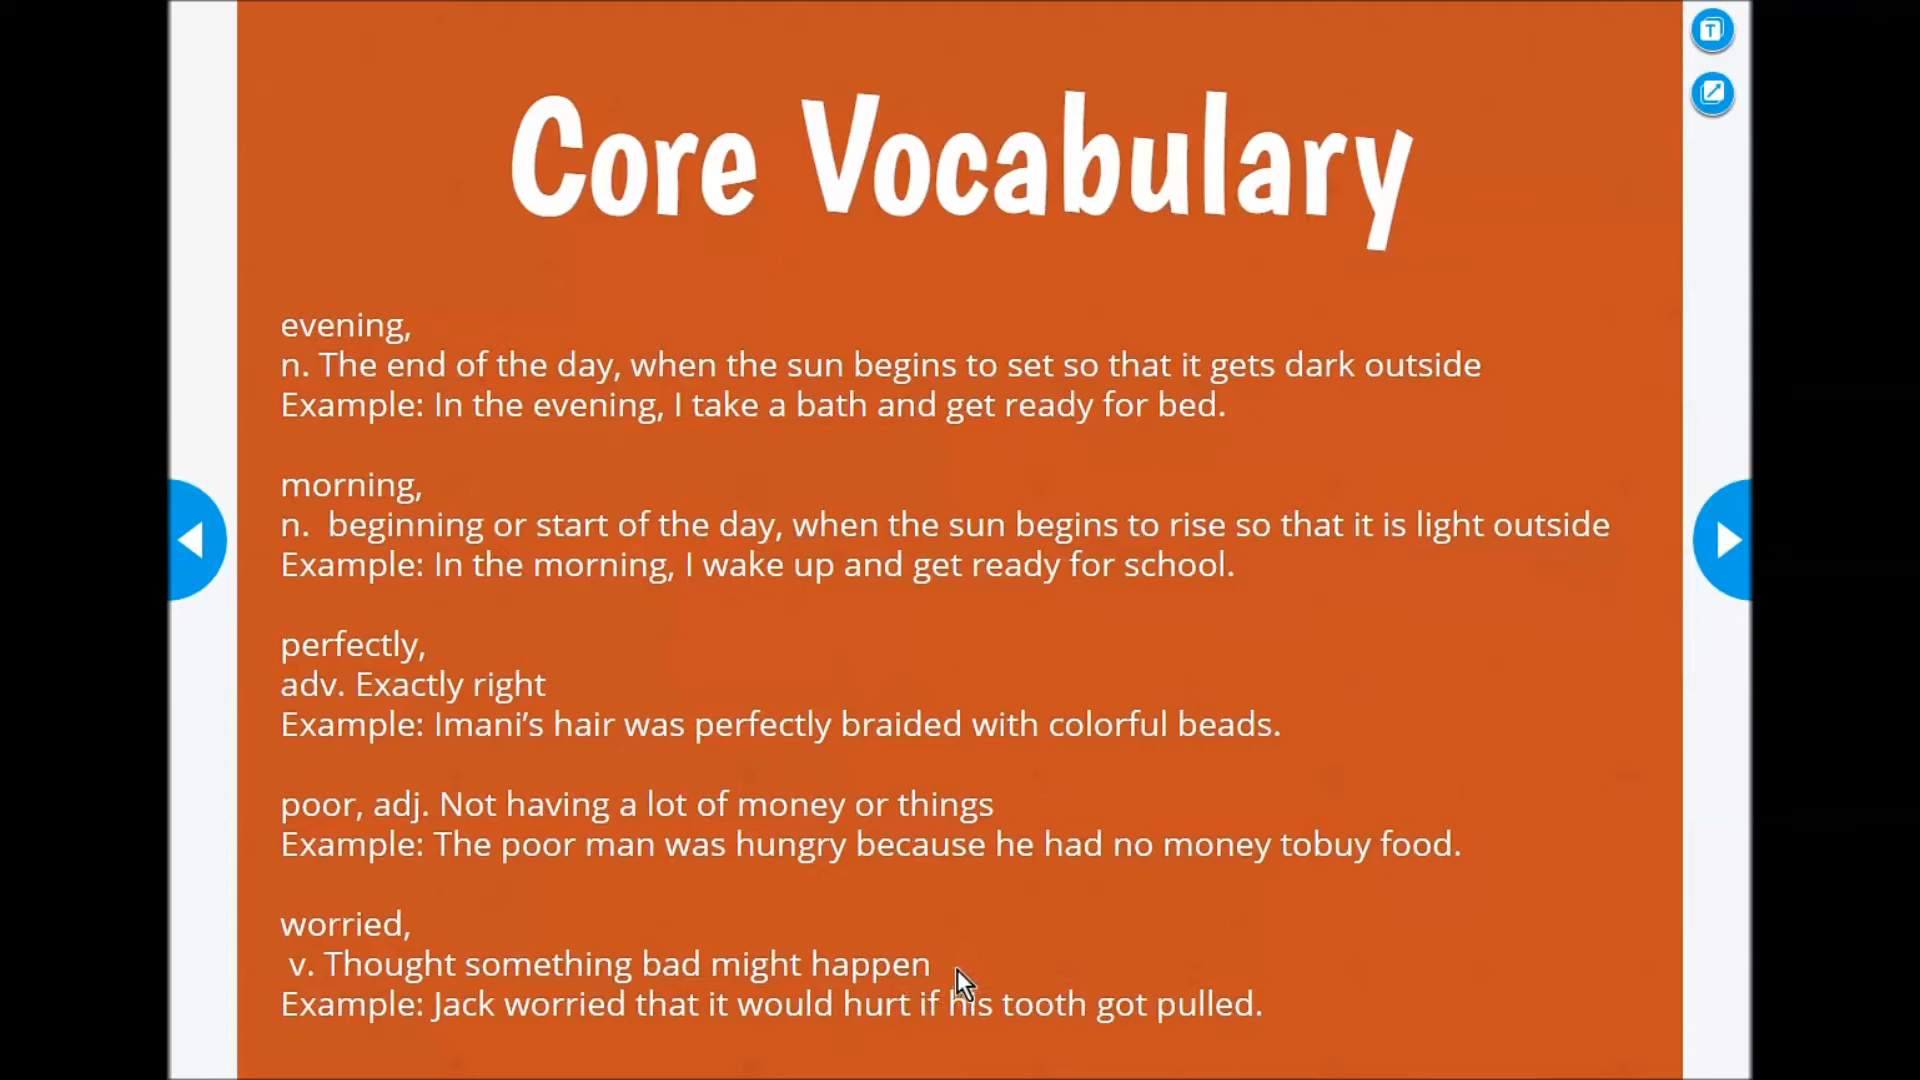 Core Vocabulary
evening,
n. The end of the day, when the sun begins to set so that it gets dark outside
Example: In the evening, I take a bath and get ready for bed.
morning,
n.  beginning or start of the day, when the sun begins to rise so that it is light outside
Example: In the morning, I wake up and get ready for school.
perfectly,
adv. Exactly right
Example: Imani’s hair was perfectly braided with colorful beads.
poor, adj. Not having a lot of money or things
Example: The poor man was hungry because he had no money tobuy food.
worried,
v. Thought something bad might happen
Example: Jack worried that it would hurt if his tooth got pulled.
T